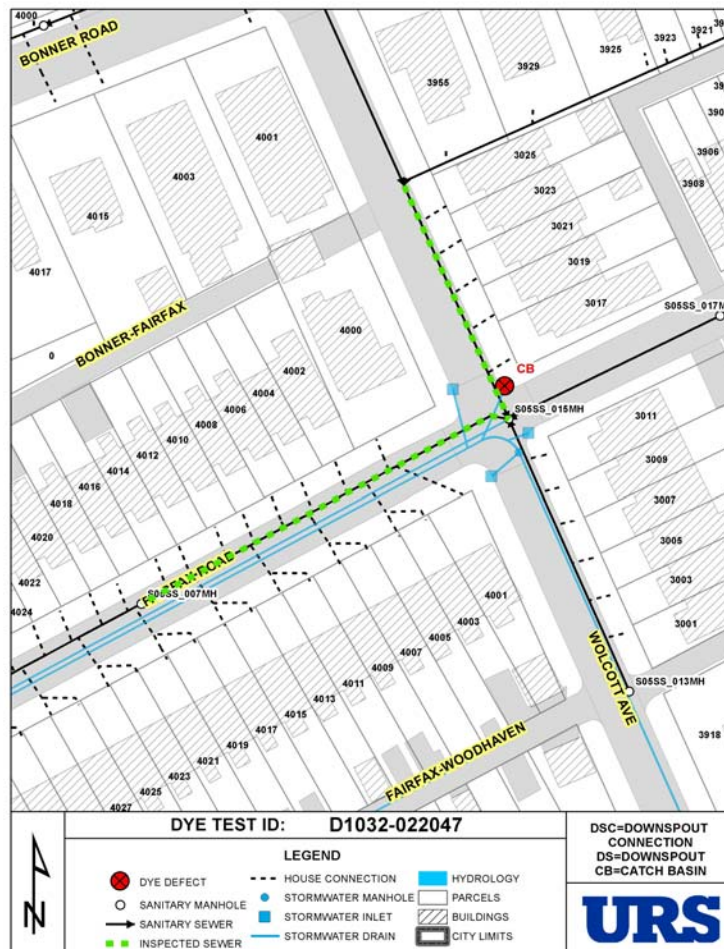 4000
BONNER ROAD
3955
3929
3925
3923
3921
4001
4003
4015
4017
3025
3023
3021
3019
3017
3906
3908
S05SS_017M
BONNER-FAIRFAX
0
4000
4002
4004
4006
4008
4010
4012
4014
4016
4018
4020
4022
4024
CB
S05SS_015MH
3011
3009
3007
3005
3003
3001
FAIRFAX-ROAD
S05SS_007MH
4001
4003
4005
4007
4009
4011
4013
4015
4017
4019
4021
4023
4025
4027
WOLCOTT AVE
S05SS_013MH
3918
FAIRFAX-WOODHAVEN
DYE TEST ID: D1032-022047
N
LEGEND
DYE DEFECT
SANITARY MANHOLE
SANITARY SEWER
INSPECTED SEWER
HOUSE CONNECTION
STORMWATER MANHOLE
STORMWATER INLET
STORMWATER DRAIN
HYDROLOGY
PARCELS
BUILDINGS
CITY LIMITS
DSC=DOWNSPOUT
CONNECTION
DS=DOWNSPOUT
CB=CATCH BASIN
URS